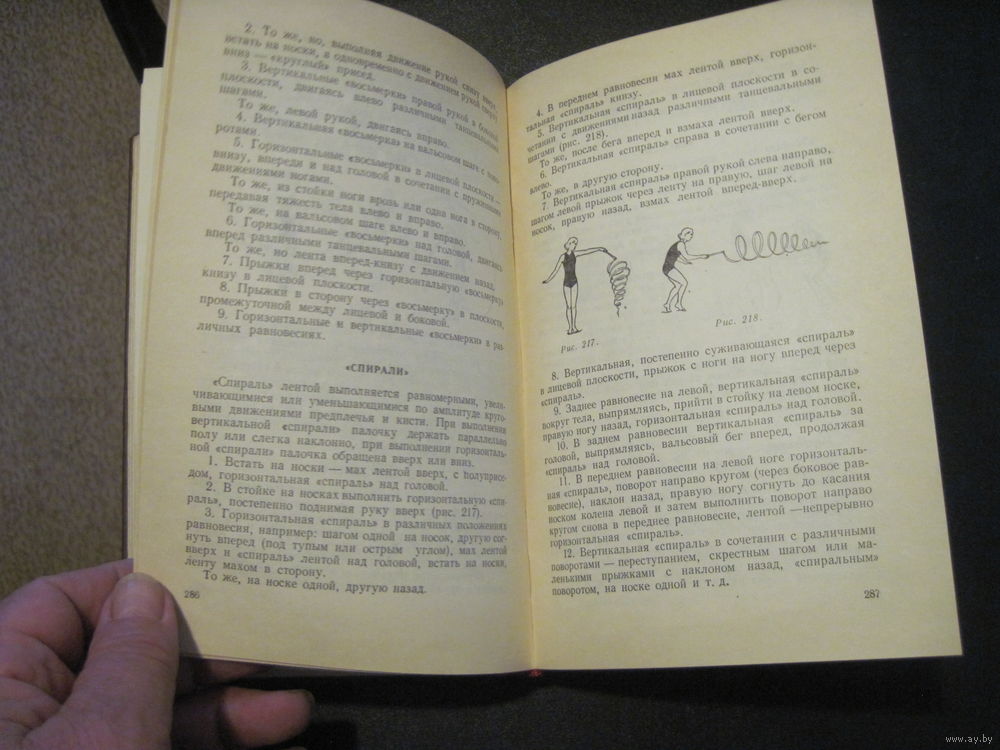 2. То же, но, выполняя движение рукой снизу вверх,
встать на носки, а одновременно с движением рукой сверху
вниз — «круглый» присед.
3. Вертикальные «восьмерки» правой рукой в боковой
плоскости, двигаясь влево различными танцевальными
шагами.
То же, левой рукой, двигаясь вправо.
4. Вертикальная «восьмерка» на вальсовом шаге с пово-
ротами.
5. Горизонтальные «восьмерки» в лицевой плоскости —
внизу, впереди и над головой в сочетании с пружинными
движениями ногами.
То же, из стойки ноги врозь или одна нога в сторону,
передавая тяжесть тела влево и вправо.
То же, на вальсовом шаге влево и вправо.
6. Горизонтальные «восьмерки» над головой, двигаясь
вперед различными танцевальными шагами.
То же, но лента вперед-книзу с движением назад.
7. Прыжки вперед через горизонтальную «восьмерку»
книзу в лицевой плоскости.
8. Прыжки в сторону через «восьмерку» в плоскости,
промежуточной между лицевой и боковой.
9. Горизонтальные и вертикальные «восьмерки» в раз-
личных равновесиях.
«СПИРАЛИ»
«Спираль» лентой выполняется равномерными, увели-
чивающимися или уменьшающимися по амплитуде круго-
выми движениями предплечья и кисти. При выполнении
вертикальной «спирали» палочку держать параллельно
полу или слегка наклонно, при выполнении горизонталь-
ной «спирали» палочка обращена вверх или вниз.
1. Встать на носки — мах лентой вверх, с полуприсе-
дом, горизонтальная «спираль» над головой.
2. В стойке на носках выполнить горизонтальную «спи-
раль», постепенно поднимая руку вверх (рис. 217).
3. Горизонтальная «спираль» в различных положениях
равновесия, например: шагом одной на носок, другую сог-
нуть вперед (под тупым или острым углом), мах лентой
вверх и «спираль» лентой над головой, встать на носки,
ленту махом в сторону.
То же, на носке одной, другую назад.
286
4. В переднем равновесии мах лентой вверх, горизон-
тальная «спираль» книзу.
5. Вертикальная «спираль» в лицевой плоскости в со-
четании с движениями назад различными танцевальными
шагами (рис. 218).
То же, после бега вперед и взмаха лентой вверх.
6. Вертикальная «спираль» справа в сочетании с бегом
влево.
То же, в другую сторону.
7. Вертикальная «спираль» правой рукой слева направо,
шагом левой прыжок через ленту на правую, шаг левой на
носок, правую назад, взмах лентой вперед-вверх.
Рис. 217.
Рис. 218.
8. Вертикальная, постепенно суживающаяся «спираль»
в лицевой плоскости, прыжок с ноги на ногу вперед через
«спираль».
9. Заднее равновесие на левой, вертикальная «спираль»
вокруг тела, выпрямляясь, прийти в стойку на левом носке,
правую ногу назад, горизонтальная «спираль» над головой.
10. В заднем равновесии вертикальная «спираль» за
головой, выпрямляясь, вальсовый бег вперед, продолжая
«спираль» над головой.
11. В переднем равновесии на левой ноге горизонталь-
ная «спираль», поворот направо кругом (через боковое рав-
новесие), наклон назад, правую ногу согнуть до касания
носком колена левой и затем выполнить поворот направо
кругом снова в переднее равновесие, лентой —непрерывно
горизонтальная «спираль».
12. Вертикальная «спираль» в сочетании с различными
поворотами — переступанием, скрестным шагом или ма-
ленькими прыжками с наклоном назад, «спиральным»
поворотом, на носке одной и т. д.
287
www.ay.by